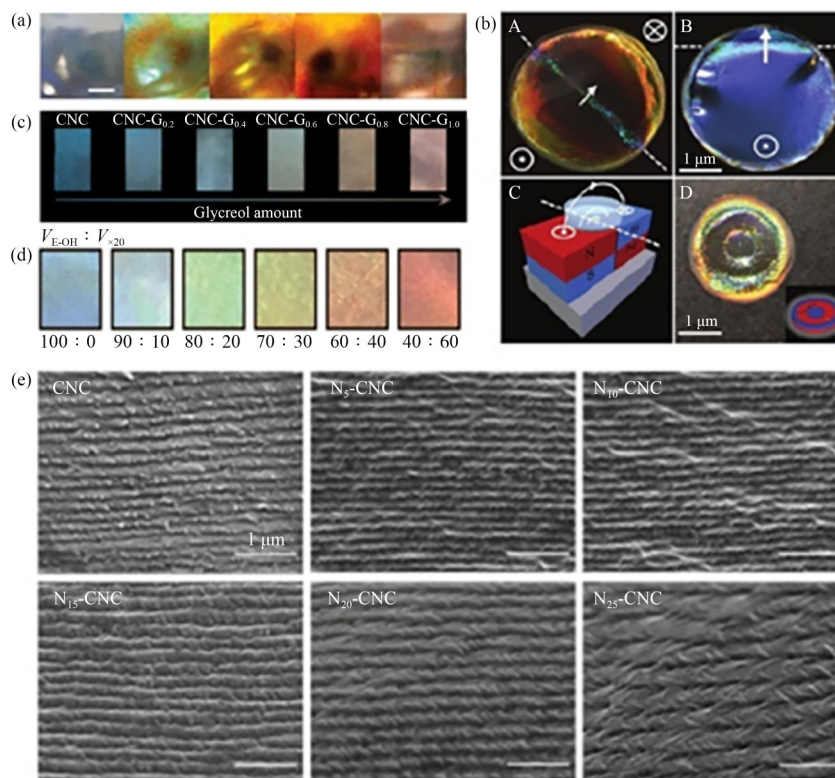 (a)
(b)
A
B
1 μm
(c)
CNC
CNC-G0.2
CNC-G0.4
CNC-G0.6
CNC-G0.8
CNC-G1.0
Glycreol amount
C
N
S
D
1 μm
VE-OH : V×20
(d)
100 : 0
90 : 10
80 : 20
70 : 30
60 : 40
40 : 60
(e)
CNC
1 μm
N5-CNC
N10-CNC
N15-CNC
N20-CNC
N25-CNC